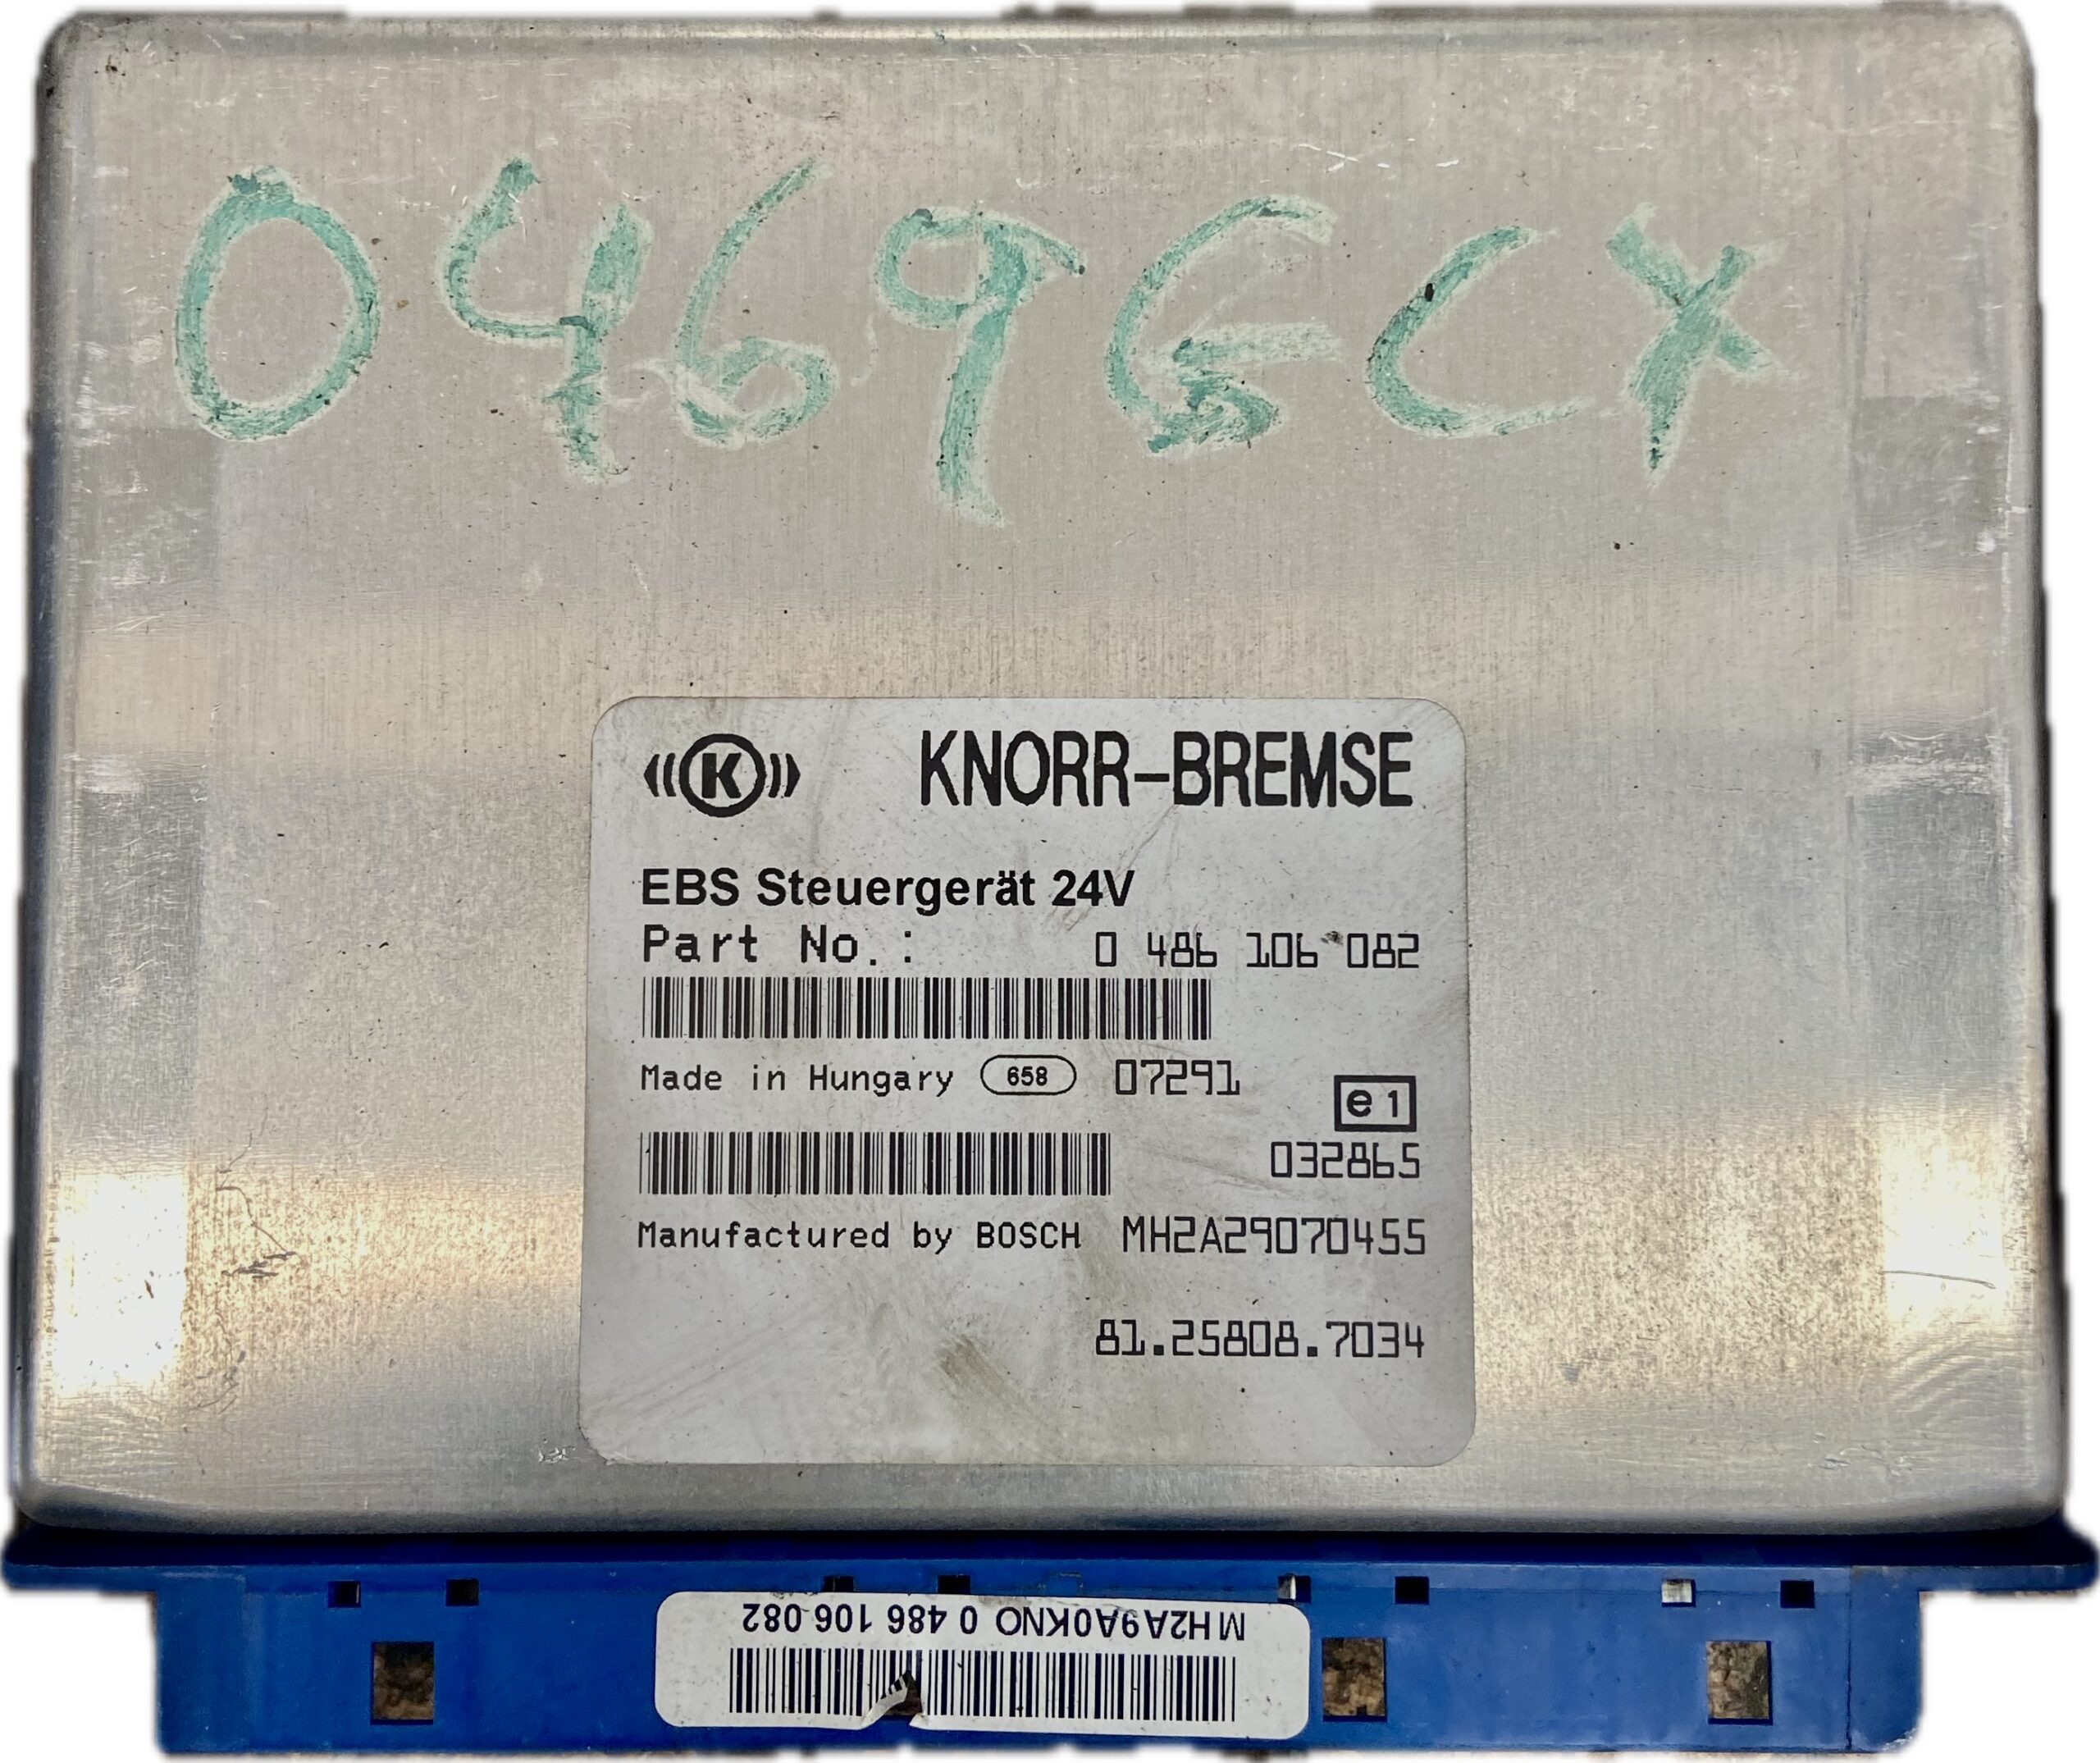 0469GCX
K KNORR-BREMSE
EBS Steuergerät 24V
Part No.: 0 486 106 082
Made in Hungary 658 07291
e1
032865
Manufactured by BOSCH MH2A29070455
81.25808.7034
MH2A9A0KNO 0 486 106 082